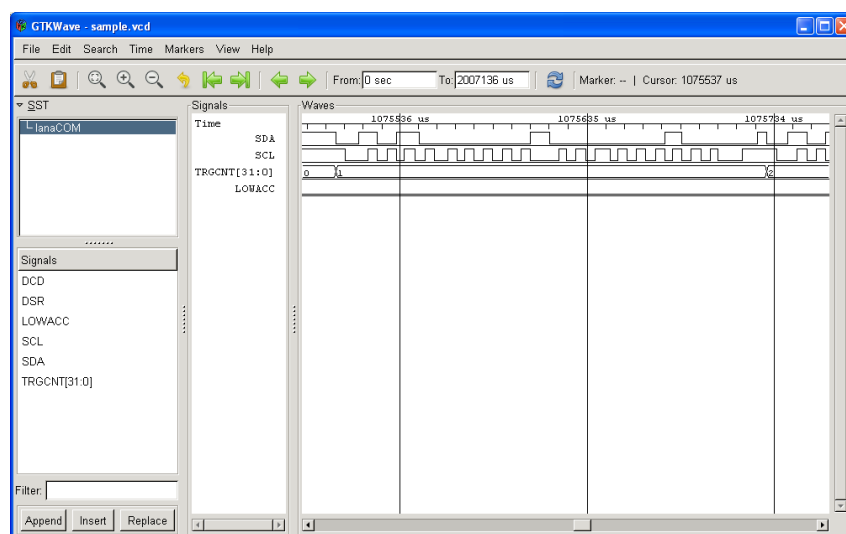 GTKWave - sample.vcd
File Edit Search Time Markers View Help
From: 0 sec To: 2007136 us Marker: -- | Cursor: 1075537 us
SST
lanaCOM
Signals
DCD
DSR
LOWACC
SCL
SDA
TRGCNT[31:0]
Filter:
Append Insert Replace
Signals
Time
SDA
SCL
TRGCNT[31:0]
LOWACC
Waves
1075536 us 1075635 us 1075734 us
0 1 2